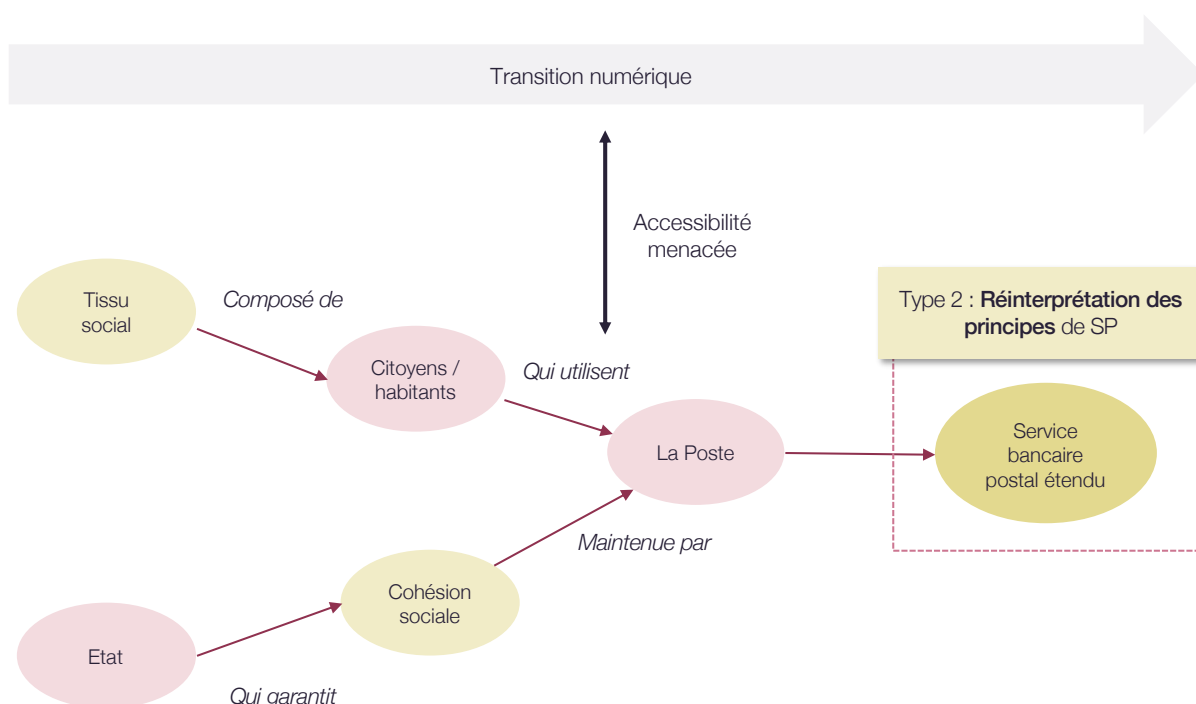 Transition numérique
Accessibilité
menacée
Type 2 : Réinterprétation des
principes de SP
Tissu
social
Composé de
Citoyens /
habitants
Qui utilisent
La Poste
Service
bancaire
postal étendu
Maintenue par
Cohésion
sociale
Etat
Qui garantit